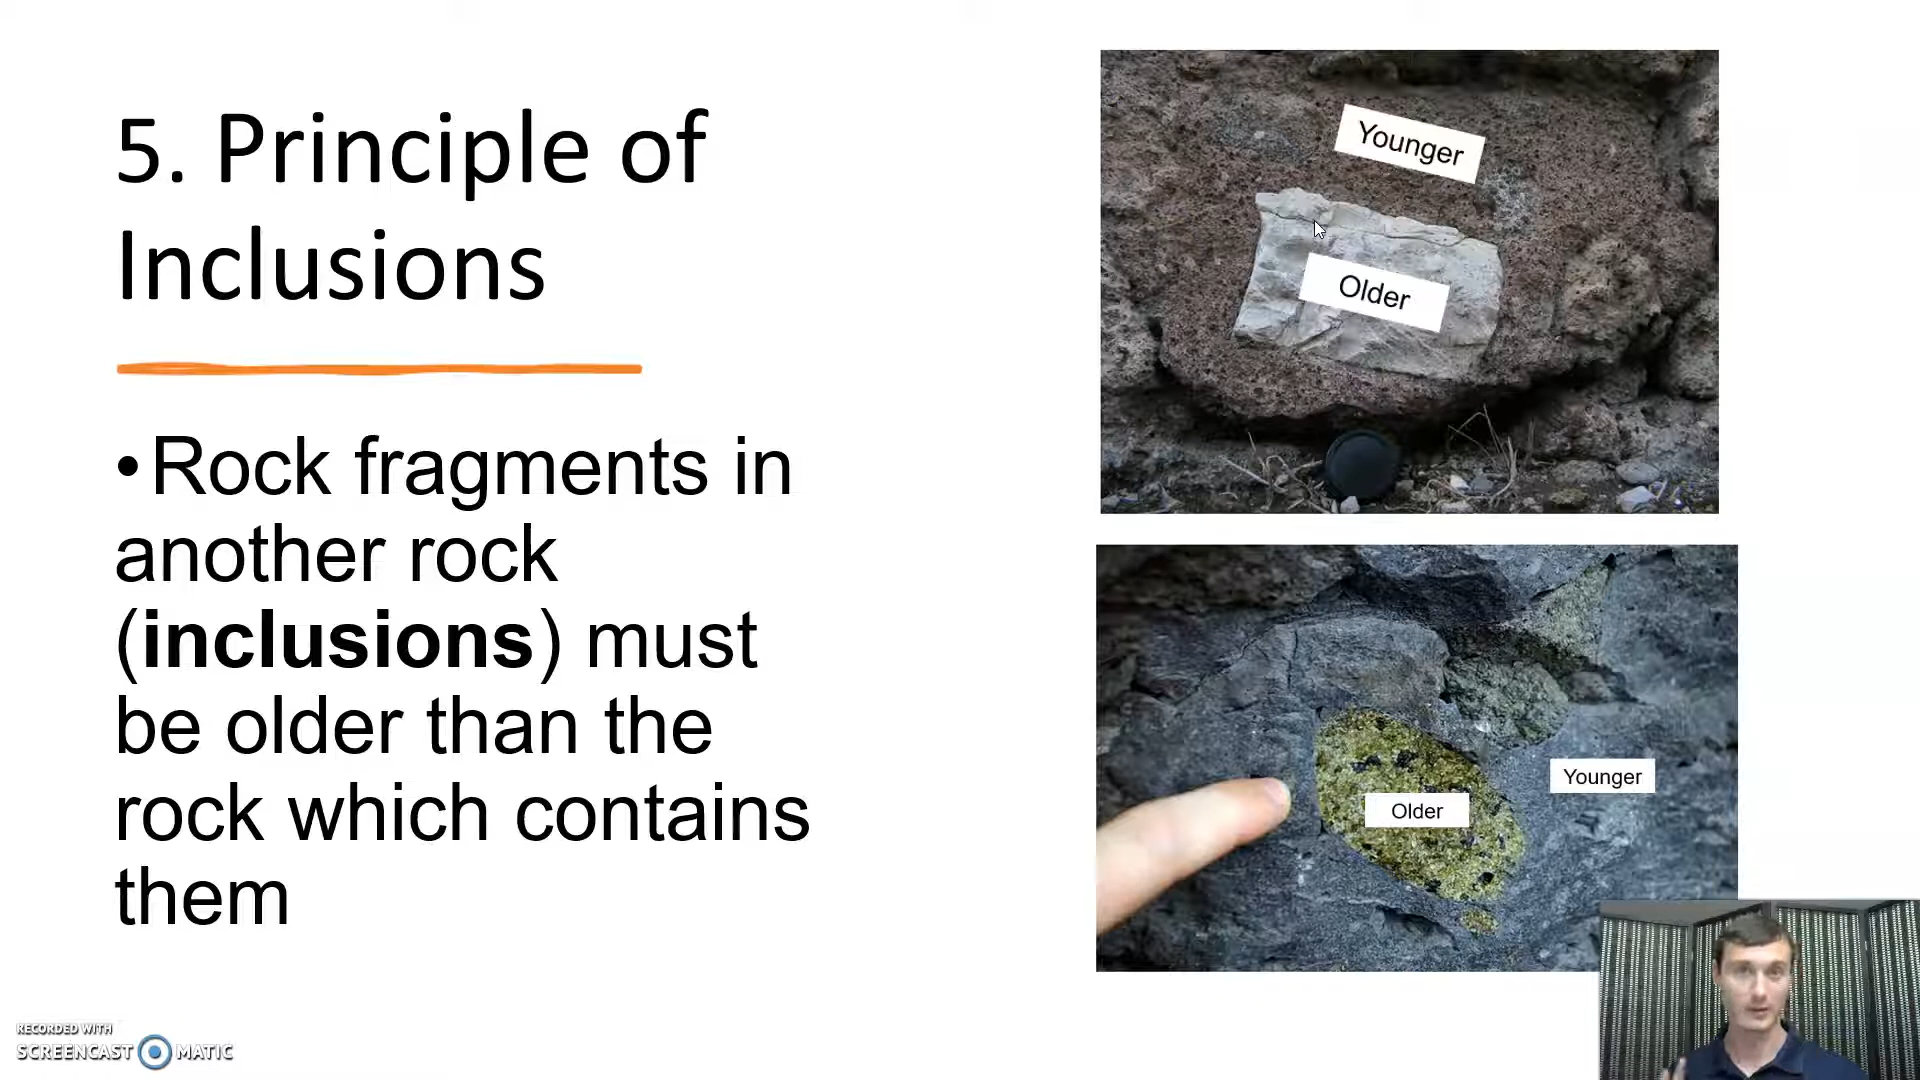 5. Principle of
Inclusions
•Rock fragments in
another rock
(inclusions) must
be older than the
rock which contains
them
Younger
Older
Older
Younger
RECORDED WITH
SCREENCAST MATIC